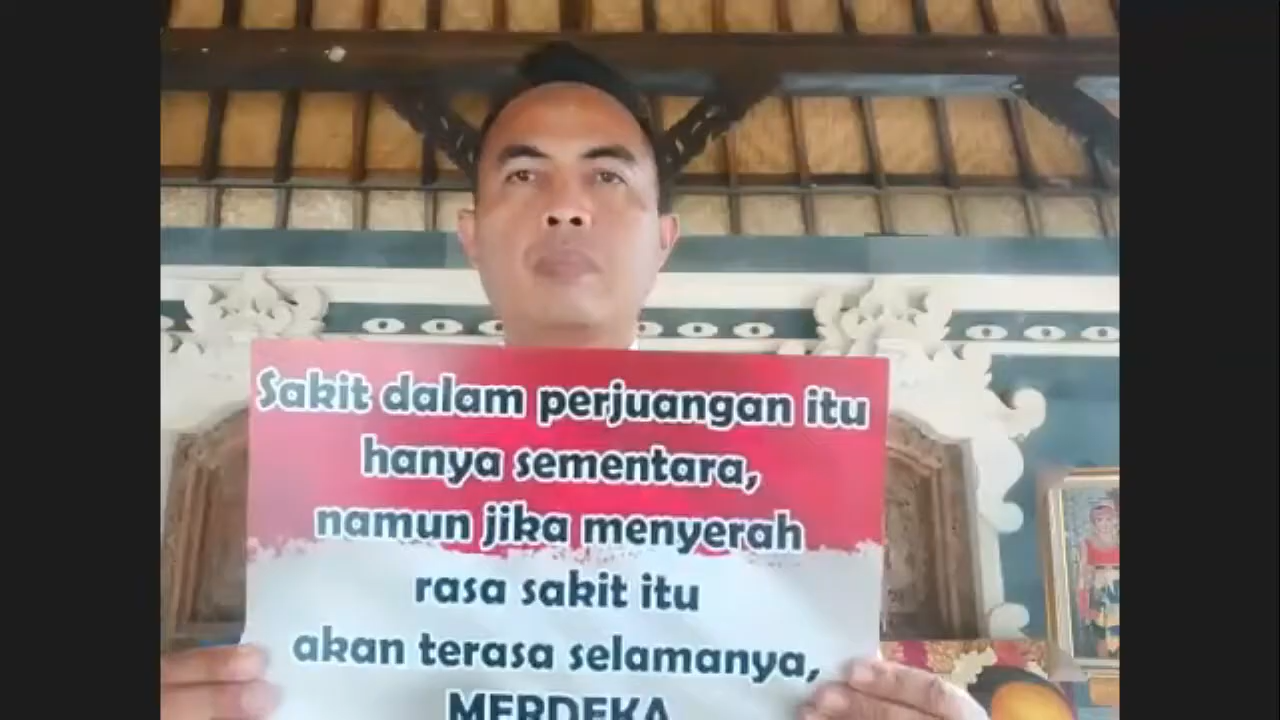 Sakit dalam perjuangan itu
hanya sementara,
namun jika menyerah
rasa sakit itu
akan terasa selamanya,
MERDEKA